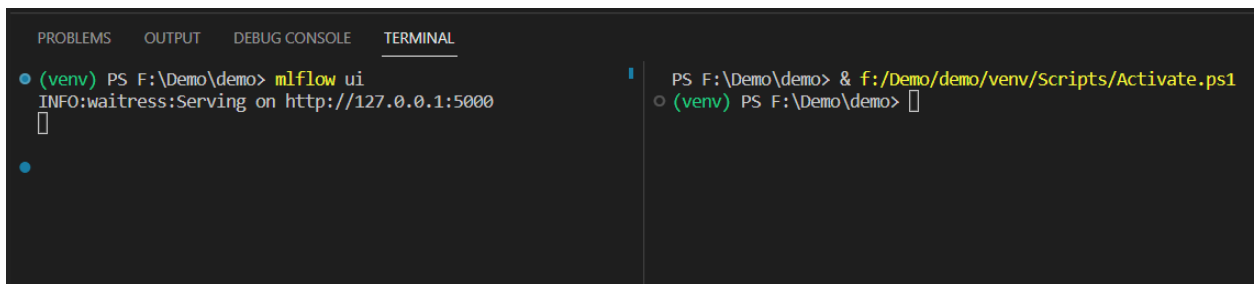 PROBLEMS OUTPUT DEBUG CONSOLE TERMINAL
(venv) PS F:\Demo\demo> mlflow ui
INFO:waitress:Serving on http://127.0.0.1:5000
PS F:\Demo\demo> & f:/Demo/demo/venv/Scripts/Activate.ps1
(venv) PS F:\Demo\demo>